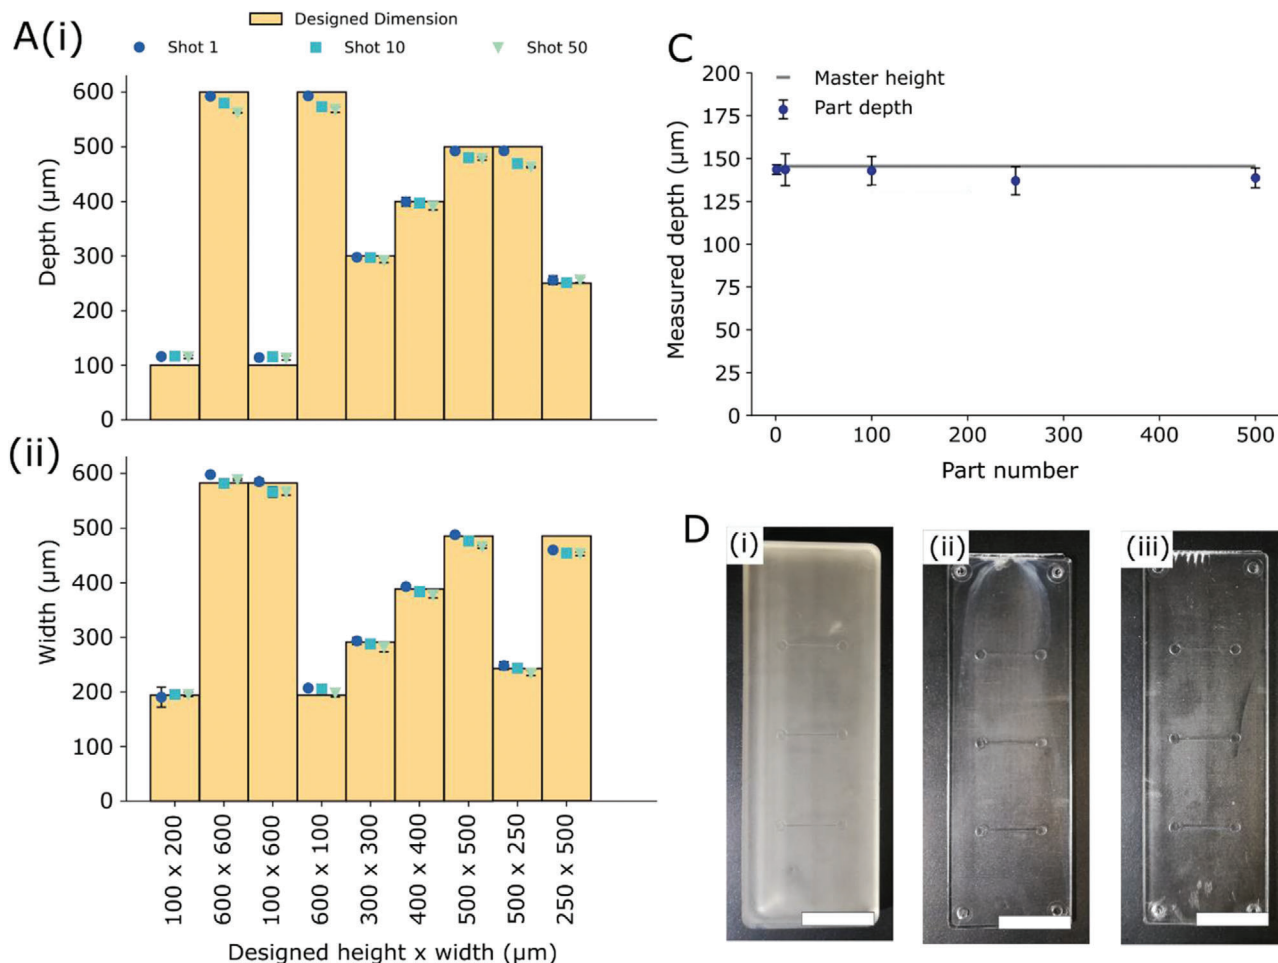 A(i)
Designed Dimension
Shot 1
Shot 10
Shot 50
600
500
400
300
200
100
0
Depth (μm)
(ii)
600
500
400
300
200
100
0
Width (μm)
100 x 200
600 x 600
100 x 600
600 x 100
300 x 300
400 x 400
500 x 500
500 x 250
250 x 500
Designed height x width (μm)
C
200
175
150
125
100
75
50
25
0
Measured depth (μm)
Master height
Part depth
0
100
200
300
400
500
Part number
D
(i)
(ii)
(iii)